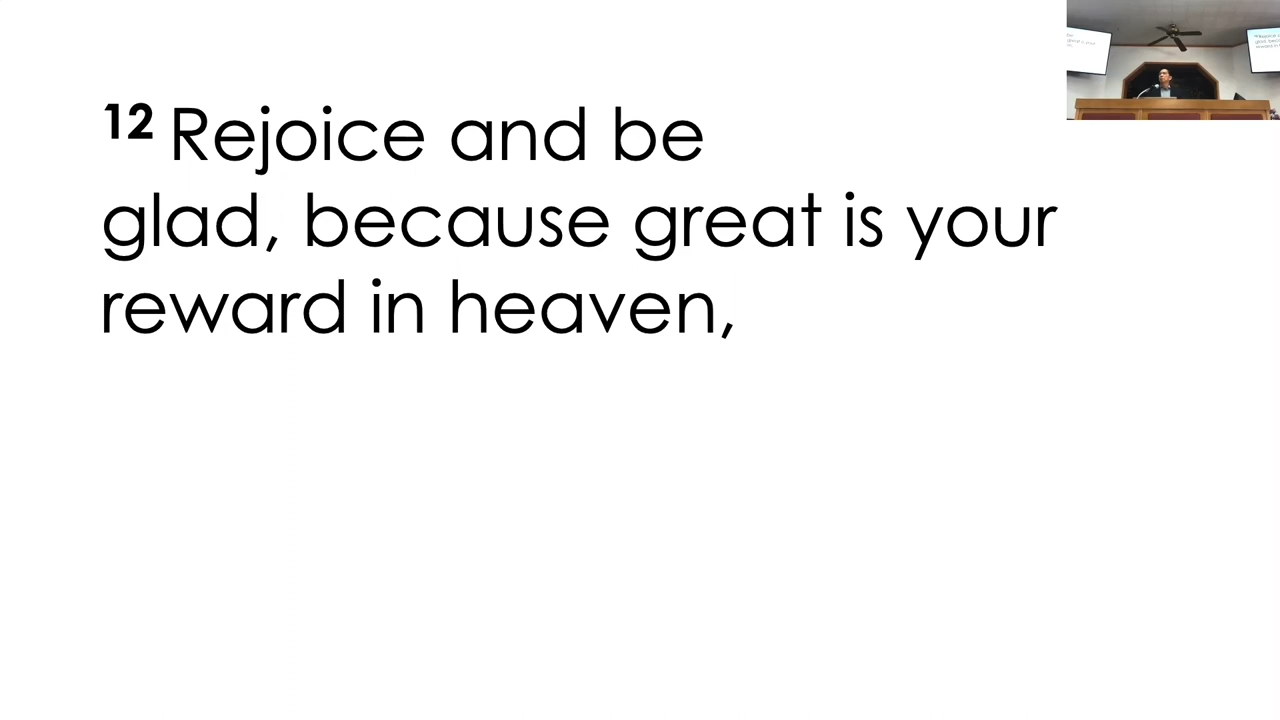 12 Rejoice and be
glad, because great is your
reward in heaven,